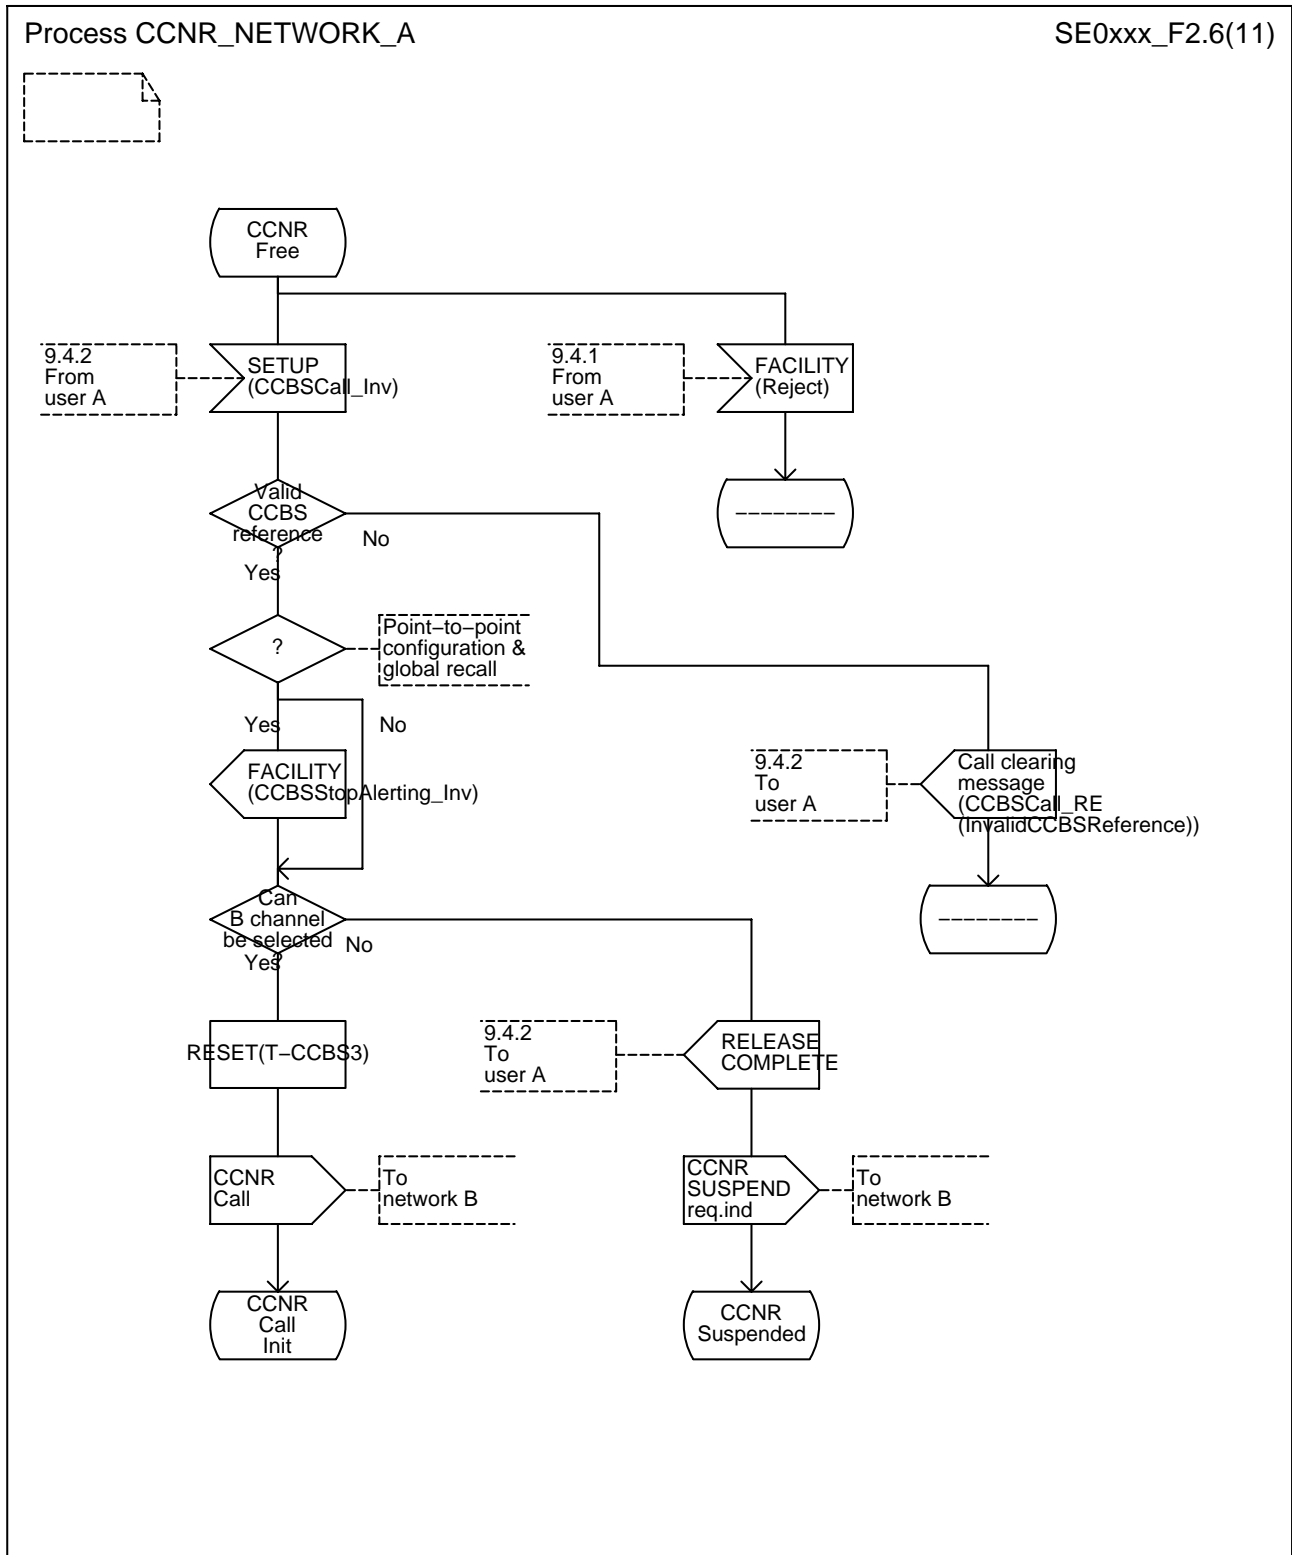 Process CCNR_NETWORK_A
SE0xxx_F2.6(11)
CCNR
Free
9.4.2
From
user A
SETUP
(CCBSCall_Inv)
9.4.1
From
user A
FACILITY
(Reject)
Valid
CCBS
reference
?
No
Yes
?
Point−to−point
configuration &
global recall
Yes
No
FACILITY
(CCBSStopAlerting_Inv)
9.4.2
To
user A
Call clearing
message
(CCBSCall_RE
(InvalidCCBSReference))
Can
B channel
be selected
?
No
Yes
RESET(T−CCBS3)
9.4.2
To
user A
RELEASE
COMPLETE
CCNR
Call
To
network B
CCNR
SUSPEND
req.ind
To
network B
CCNR
Call
Init
CCNR
Suspended